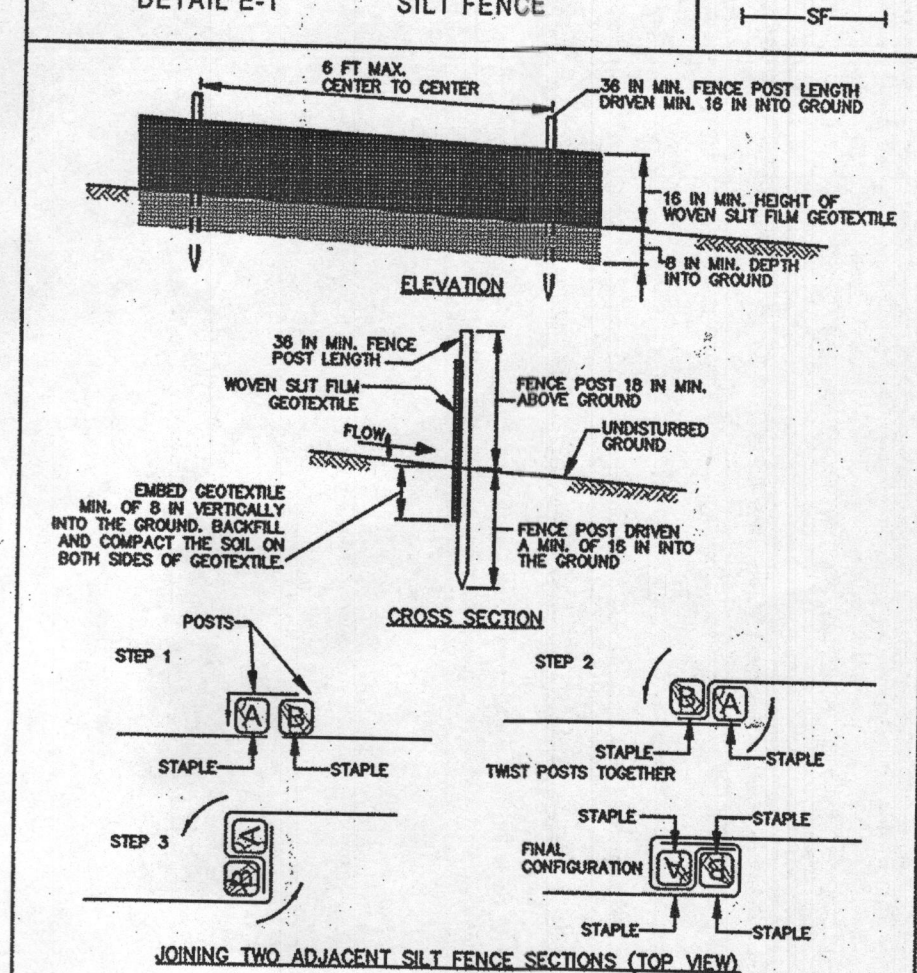 DETAIL E-1 SILT FENCE
SF
6 FT MAX.
CENTER TO CENTER
36 IN MIN. FENCE POST LENGTH
DRIVEN MIN. 16 IN INTO GROUND
16 IN MIN. HEIGHT OF
WOVEN SLIT FILM GEOTEXTILE
8 IN MIN. DEPTH
INTO GROUND
ELEVATION
36 IN MIN. FENCE
POST LENGTH
WOVEN SLIT FILM
GEOTEXTILE
FENCE POST 18 IN MIN.
ABOVE GROUND
FLOW
UNDISTURBED
GROUND
EMBED GEOTEXTILE
MIN. OF 8 IN VERTICALLY
INTO THE GROUND. BACKFILL
AND COMPACT THE SOIL ON
BOTH SIDES OF GEOTEXTILE.
FENCE POST DRIVEN
A MIN. OF 16 IN INTO
THE GROUND
CROSS SECTION
POSTS
STEP 1
A B
STAPLE STAPLE
STEP 2
B A
STAPLE STAPLE
TWIST POSTS TOGETHER
STEP 3
A
B
STAPLE STAPLE
FINAL
CONFIGURATION
A B
STAPLE STAPLE
JOINING TWO ADJACENT SILT FENCE SECTIONS (TOP VIEW)